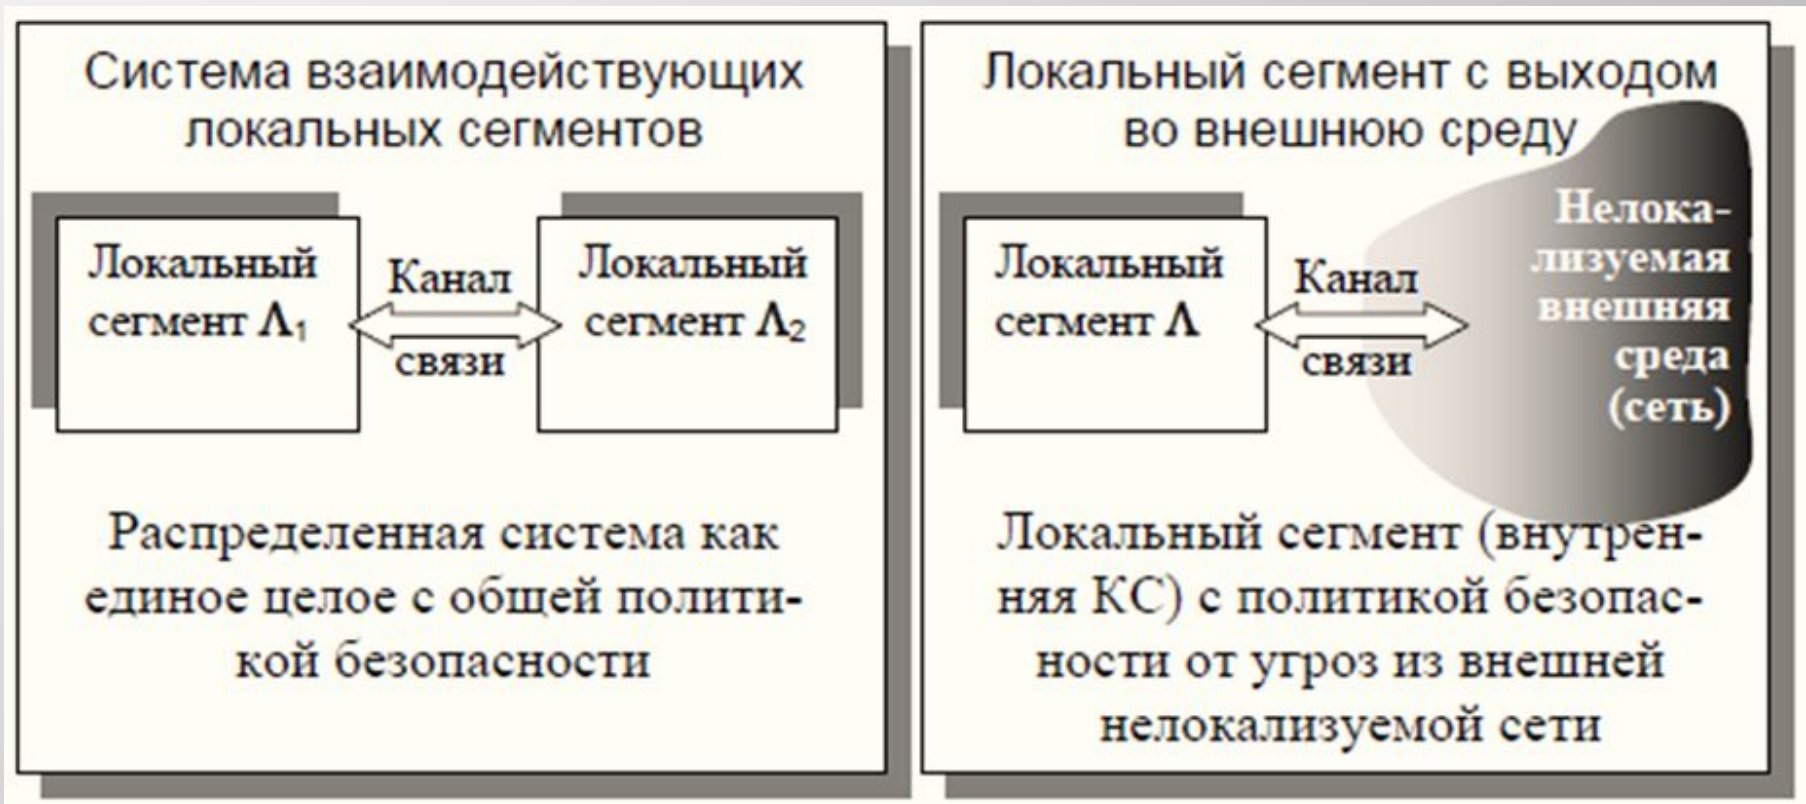 Система взаимодействующих
локальных сегментов
Локальный
сегмент Λ₁
Канал
связи
Локальный
сегмент Λ₂
Распределенная система как
единое целое с общей полити-
кой безопасности
Локальный сегмент с выходом
во внешнюю среду
Локальный
сегмент Λ
Канал
связи
Нелока-
лизуемая
внешняя
среда
(сеть)
Локальный сегмент (внутрен-
няя КС) с политикой безопас-
ности от угроз из внешней
нелокализуемой сети